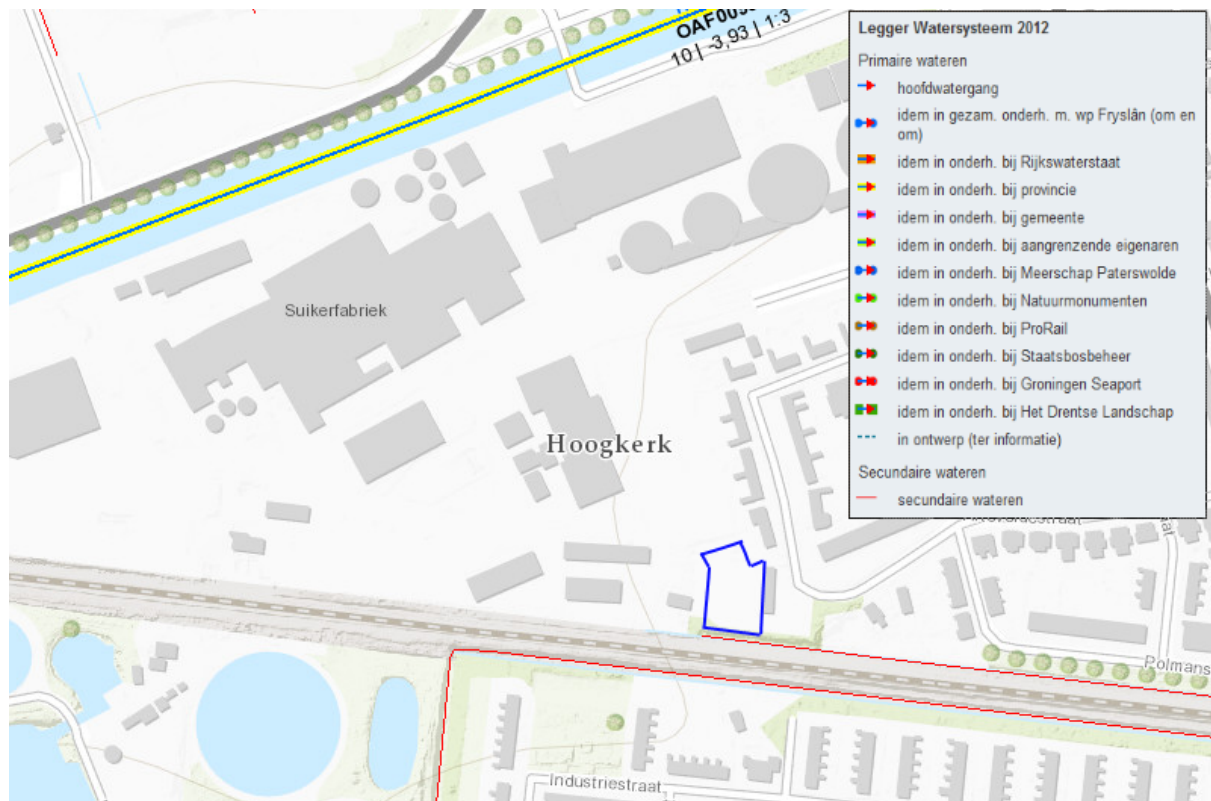 OAF005
10 | -3,93 | 1:3
Legger Watersysteem 2012
Primaire wateren
hoofdwatergang
idem in gezam. onderh. m. wp Fryslân (om en
om)
idem in onderh. bij Rijkswaterstaat
idem in onderh. bij provincie
idem in onderh. bij gemeente
idem in onderh. bij aangrenzende eigenaren
idem in onderh. bij Meerschap Paterswolde
idem in onderh. bij Natuurmonumenten
idem in onderh. bij ProRail
idem in onderh. bij Staatsbosbeheer
idem in onderh. bij Groningen Seaport
idem in onderh. bij Het Drentse Landschap
in ontwerp (ter informatie)
Secundaire wateren
secundaire wateren
Suikerfabriek
Hoogkerk
aat
Polmans
Industriestraat